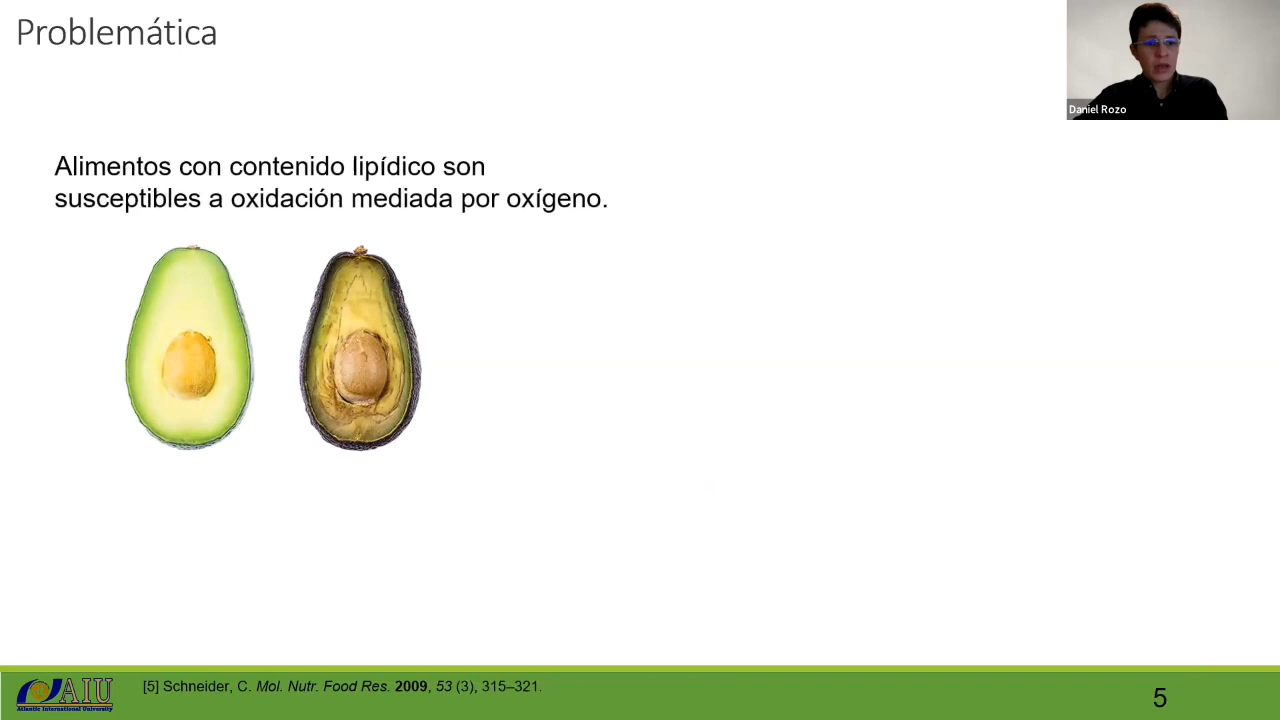 Problemática
Daniel Rozo
Alimentos con contenido lipídico son
susceptibles a oxidación mediada por oxígeno.
AIU
Atlantic International University
[5] Schneider, C. Mol. Nutr. Food Res. 2009, 53 (3), 315–321.
5